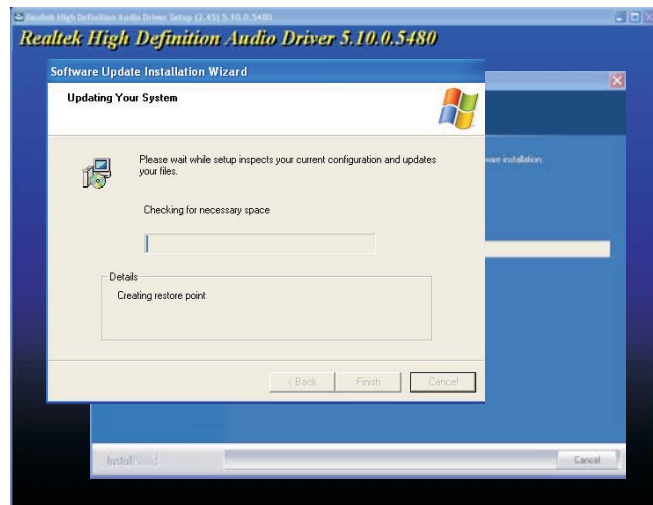 Realtek High Definition Audio Driver Setup (2.45) 5.10.0.5480
Realtek High Definition Audio Driver 5.10.0.5480
Software Update Installation Wizard
Updating Your System
Please wait while setup inspects your current configuration and updates
your files.
Checking for necessary space
Details
Creating restore point
< Back
Finish
Cancel
InstallShield
Cancel